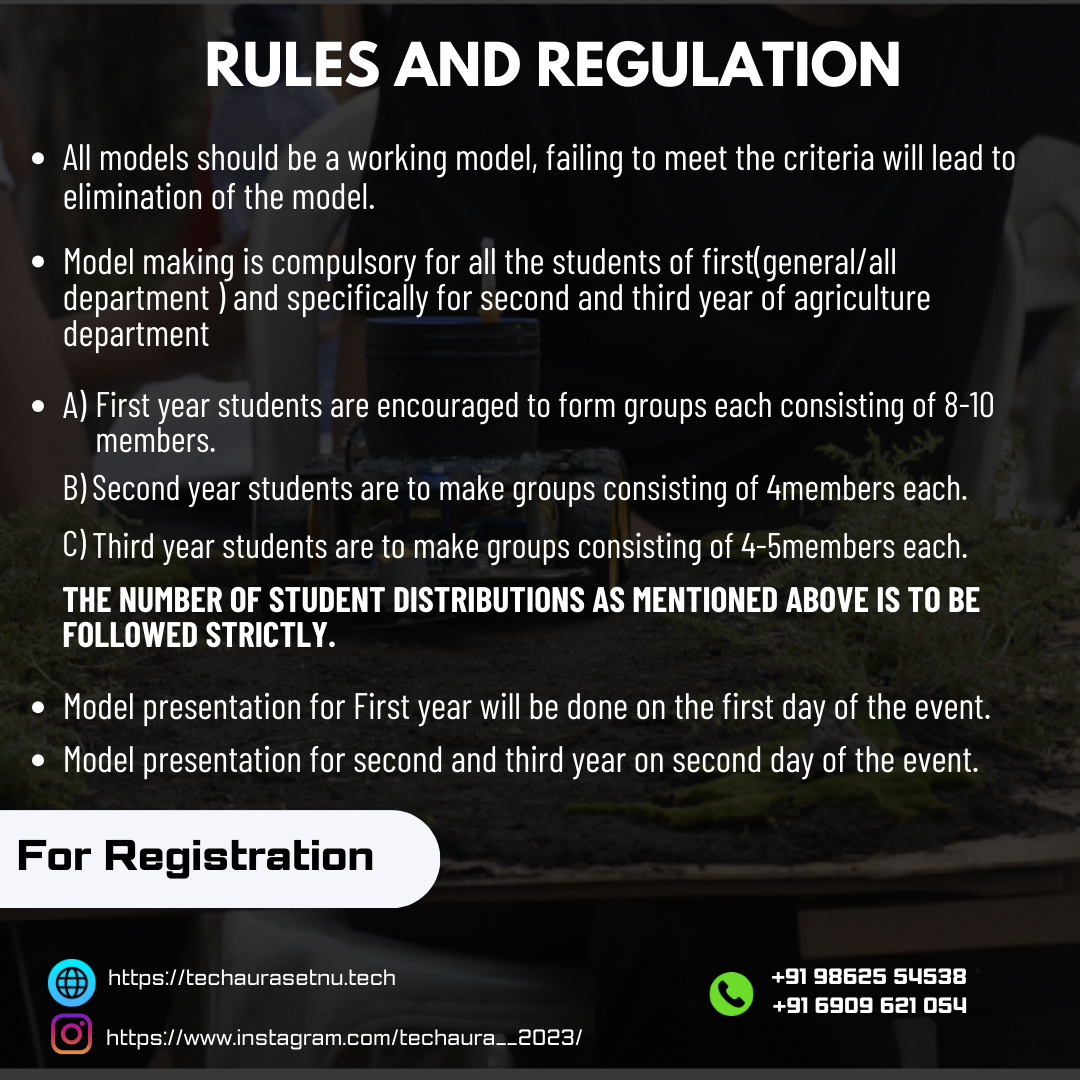 RULES AND REGULATION
• All models should be a working model, failing to meet the criteria will lead to
elimination of the model.
• Model making is compulsory for all the students of first(general/all
department ) and specifically for second and third year of agriculture
department
• A) First year students are encouraged to form groups each consisting of 8-10
members.
B) Second year students are to make groups consisting of 4members each.
C) Third year students are to make groups consisting of 4-5members each.
THE NUMBER OF STUDENT DISTRIBUTIONS AS MENTIONED ABOVE IS TO BE
FOLLOWED STRICTLY.
• Model presentation for First year will be done on the first day of the event.
• Model presentation for second and third year on second day of the event.
For Registration
https://techaurasetnu.tech
https://www.instagram.com/techaura__2023/
+91 98625 54538
+91 6909 621 054